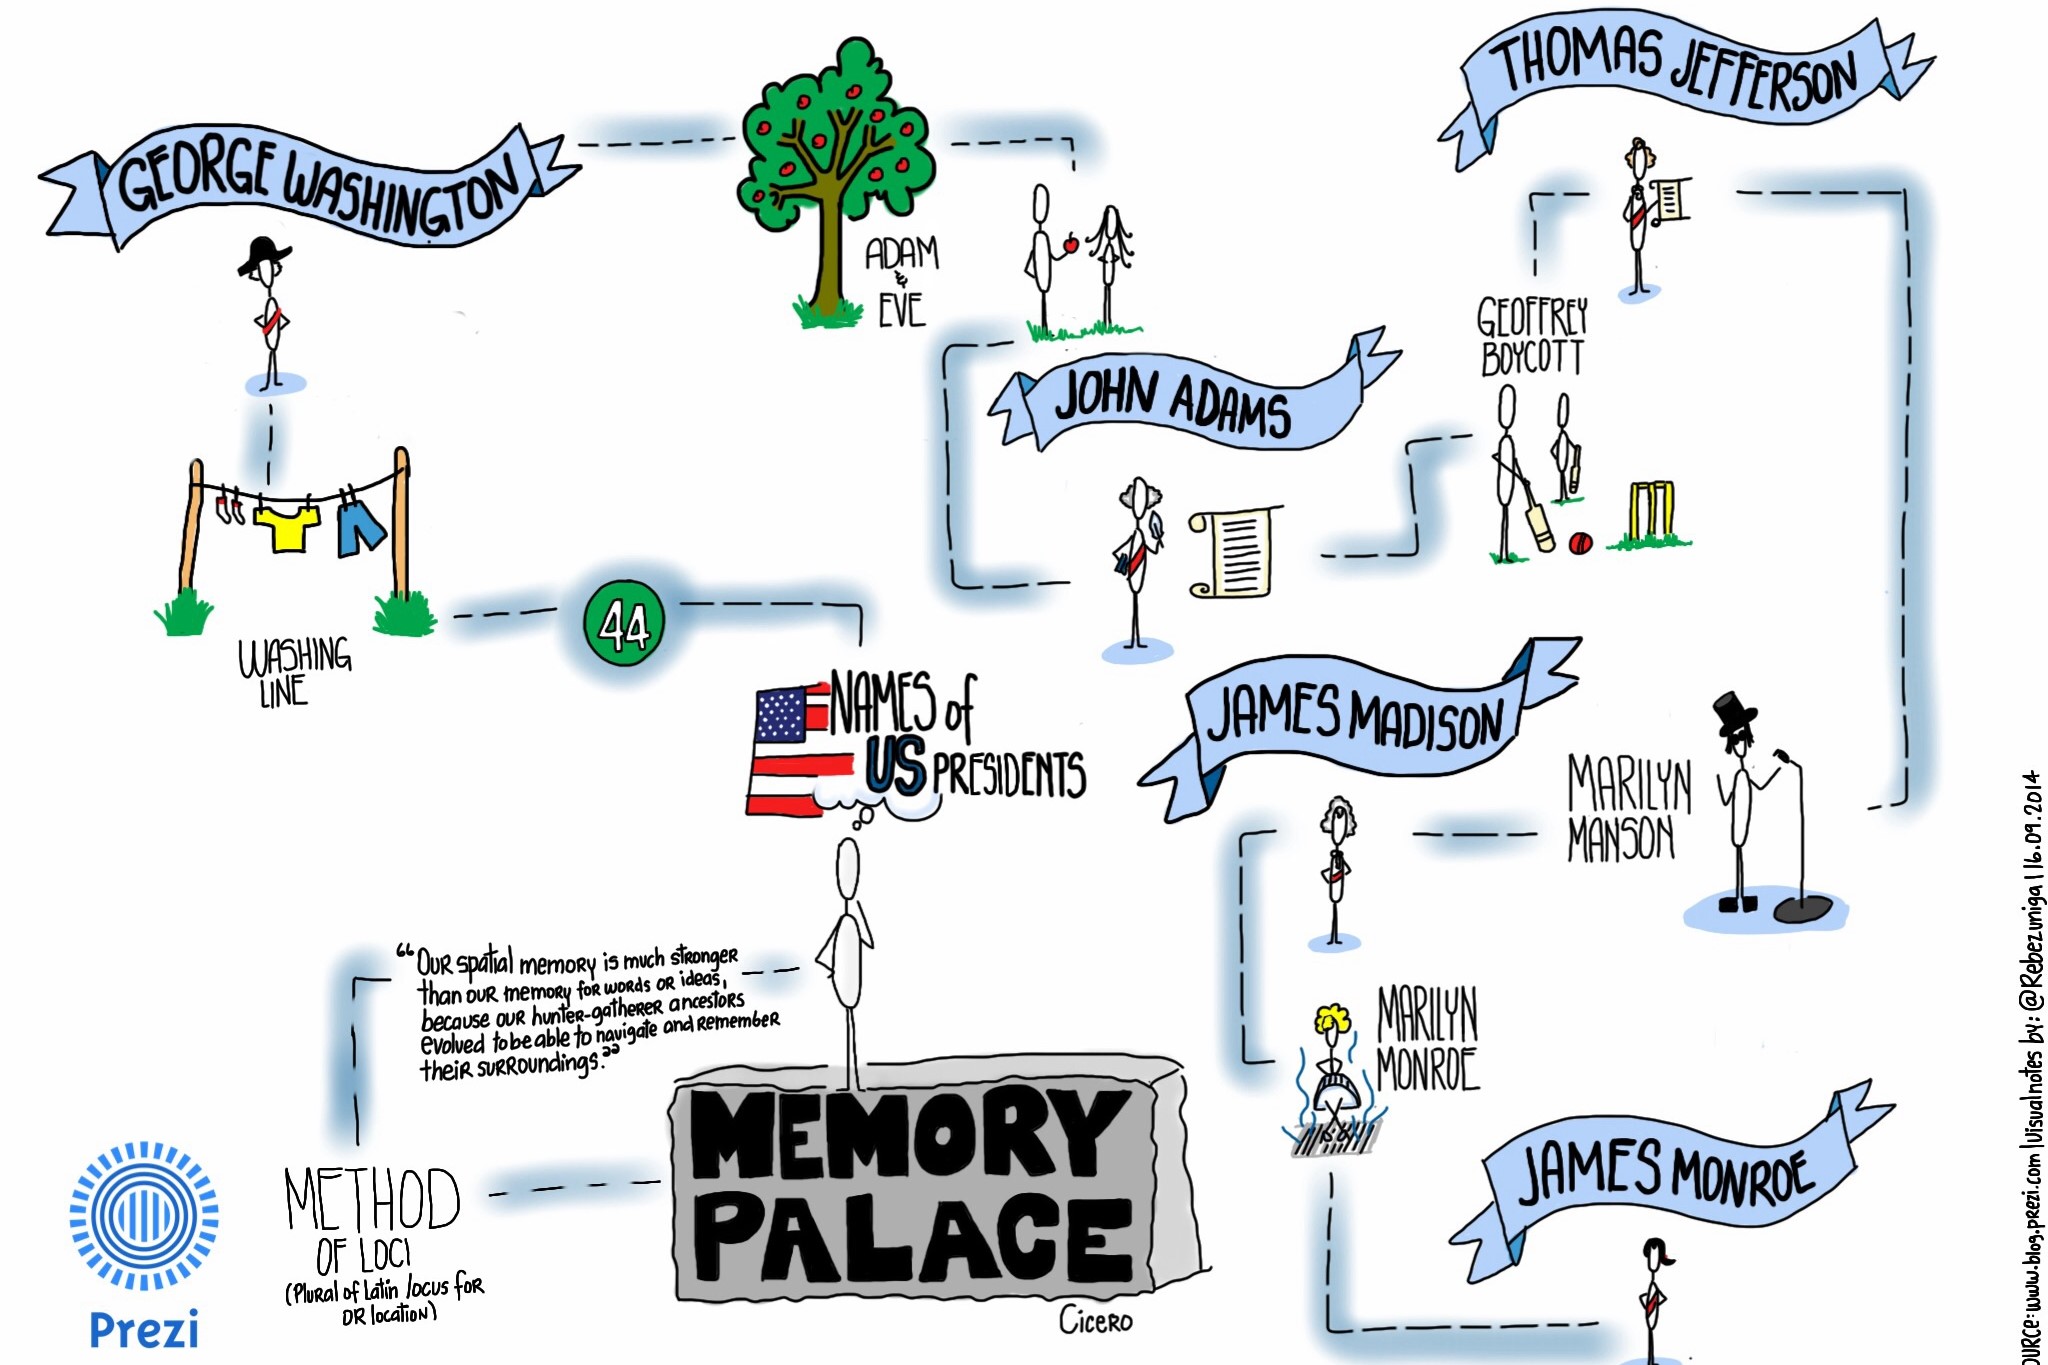 GEORGE WASHINGTON
ADAM
&
EVE
THOMAS JEFFERSON
GEOFFREY
BOYCOTT
JOHN ADAMS
WASHING
LINE
44
NAMES of
US PRESIDENTS
JAMES MADISON
MARILYN
MANSON
MARILYN
MONROE
JAMES MONROE
“OUR spatial memory is much stronger
than our memory for words or ideas,
because our hunter-gatherer ancestors
evolved to be able to navigate and remember
their surroundings.”
METHOD
OF LOCI
(Plural of Latin locus for
OR location)
MEMORY
PALACE
Cicero
Prezi
OURCE: www.blog.prezi.com | Visual notes by: @Rebezuniga | 16.09.2014